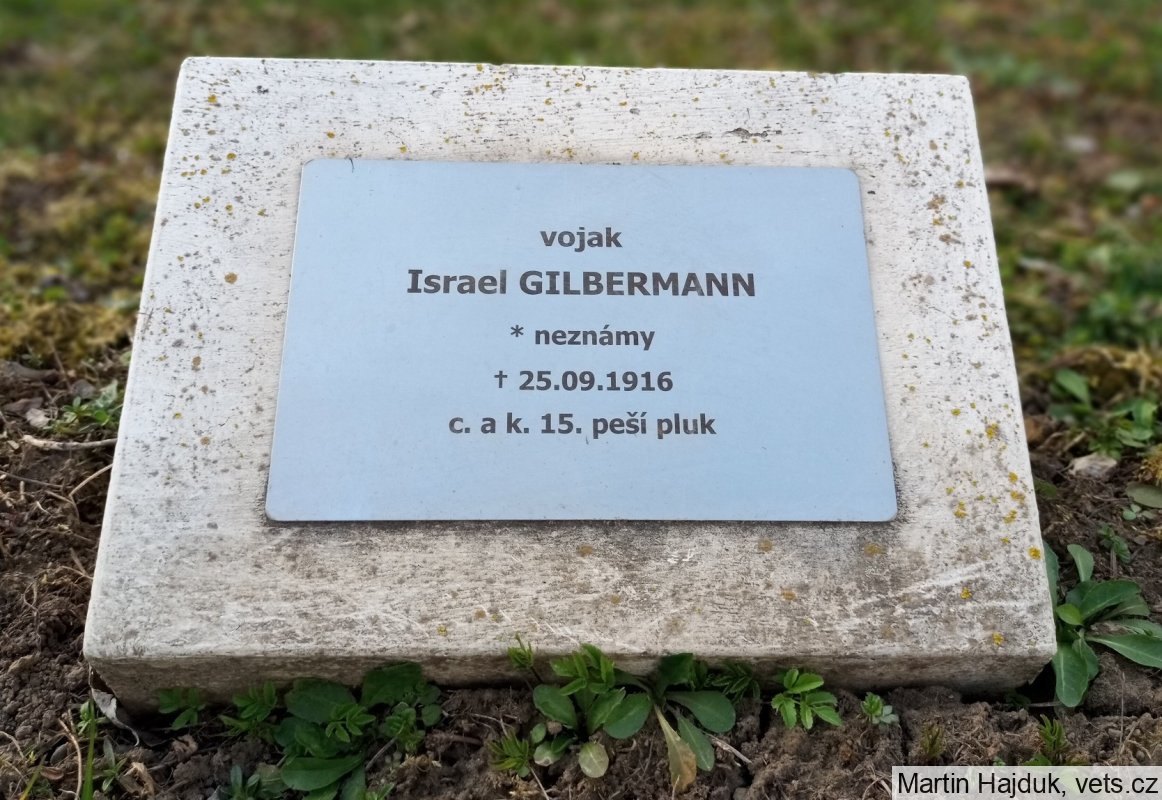 vojak
Israel GILBERMANN
* neznámy
† 25.09.1916
c. a k. 15. peší pluk
Martin Hajduk, vets.cz